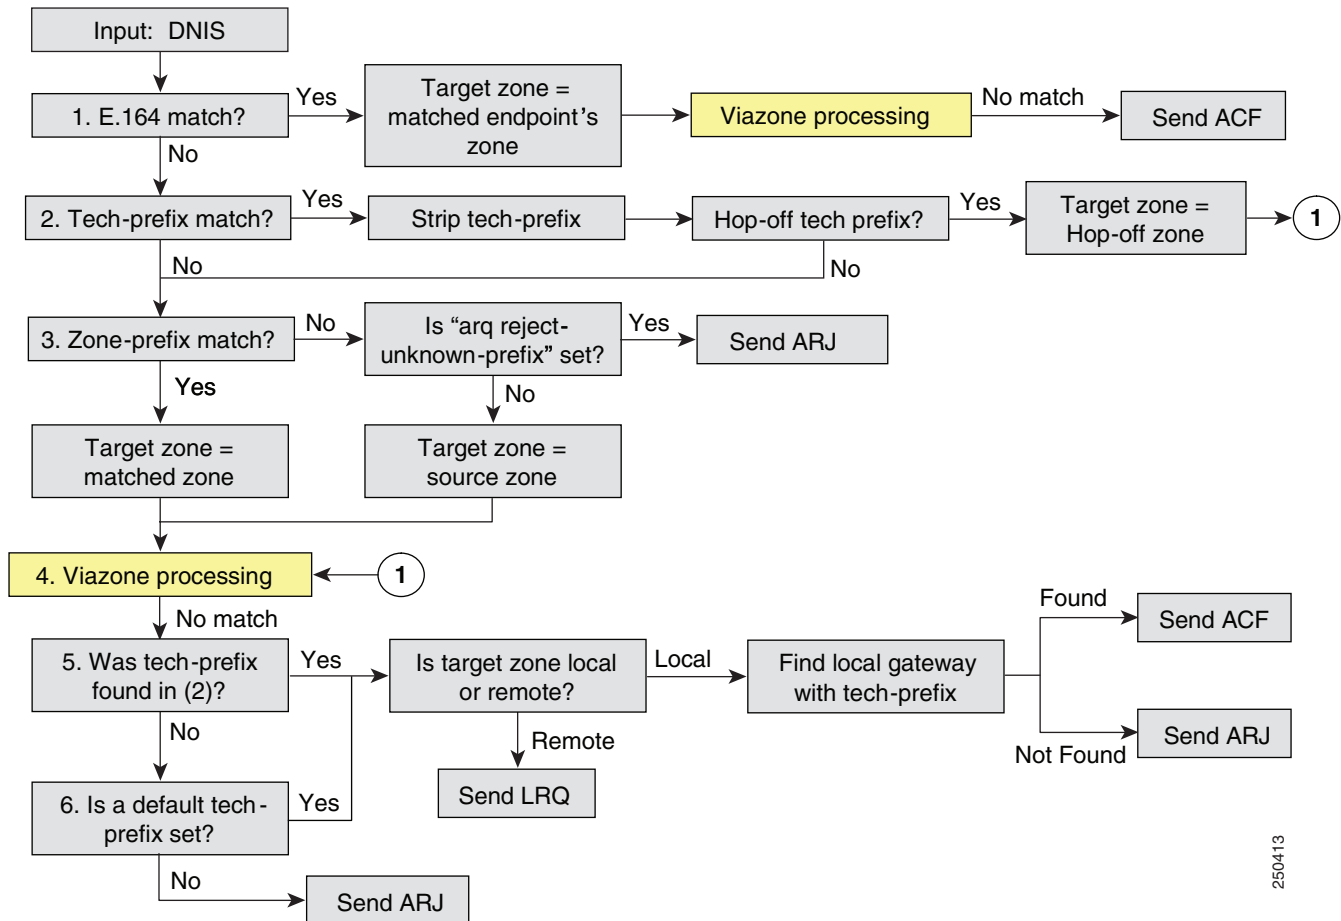 Input: DNIS
1. E.164 match?
Yes
Target zone =
matched endpoint's
zone
Viazone processing
No match
Send ACF
No
2. Tech-prefix match?
Yes
Strip tech-prefix
Hop-off tech prefix?
Yes
Target zone =
Hop-off zone
1
No
No
3. Zone-prefix match?
No
Is “arq reject-
unknown-prefix” set?
Yes
Send ARJ
Yes
No
Target zone =
matched zone
Target zone =
source zone
4. Viazone processing
1
No match
5. Was tech-prefix
found in (2)?
Yes
Is target zone local
or remote?
Local
Find local gateway
with tech-prefix
Found
Send ACF
Not Found
Send ARJ
No
Remote
Send LRQ
6. Is a default tech-
prefix set?
Yes
No
Send ARJ
250413